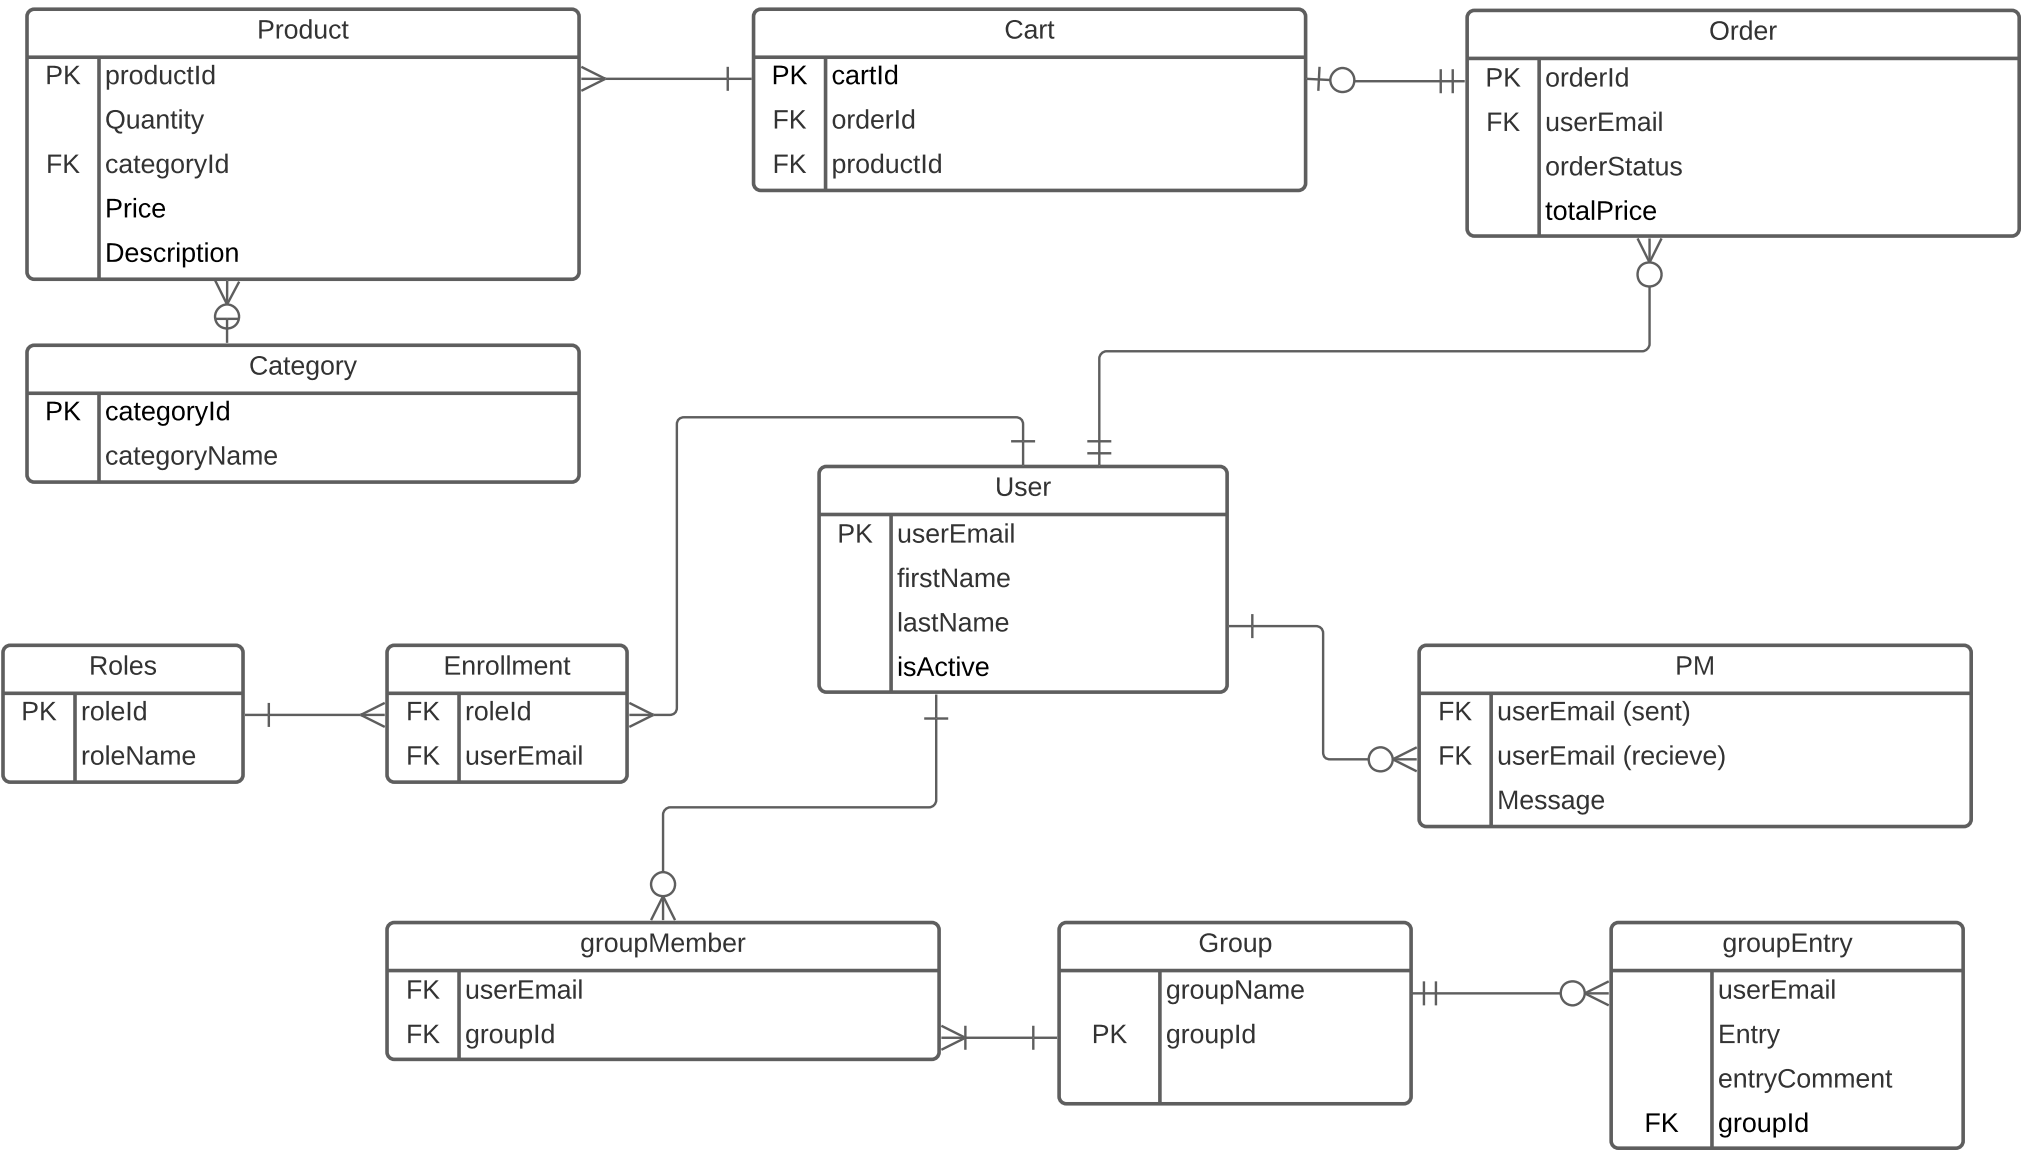 Product
PK productId
Quantity
FK categoryId
Price
Description
Cart
PK cartId
FK orderId
FK productId
Order
PK orderId
FK userEmail
orderStatus
totalPrice
Category
PK categoryId
categoryName
User
PK userEmail
firstName
lastName
isActive
Roles
PK roleId
roleName
Enrollment
FK roleId
FK userEmail
PM
FK userEmail (sent)
FK userEmail (recieve)
Message
groupMember
FK userEmail
FK groupId
Group
groupName
PK groupId
groupEntry
userEmail
Entry
entryComment
FK groupId